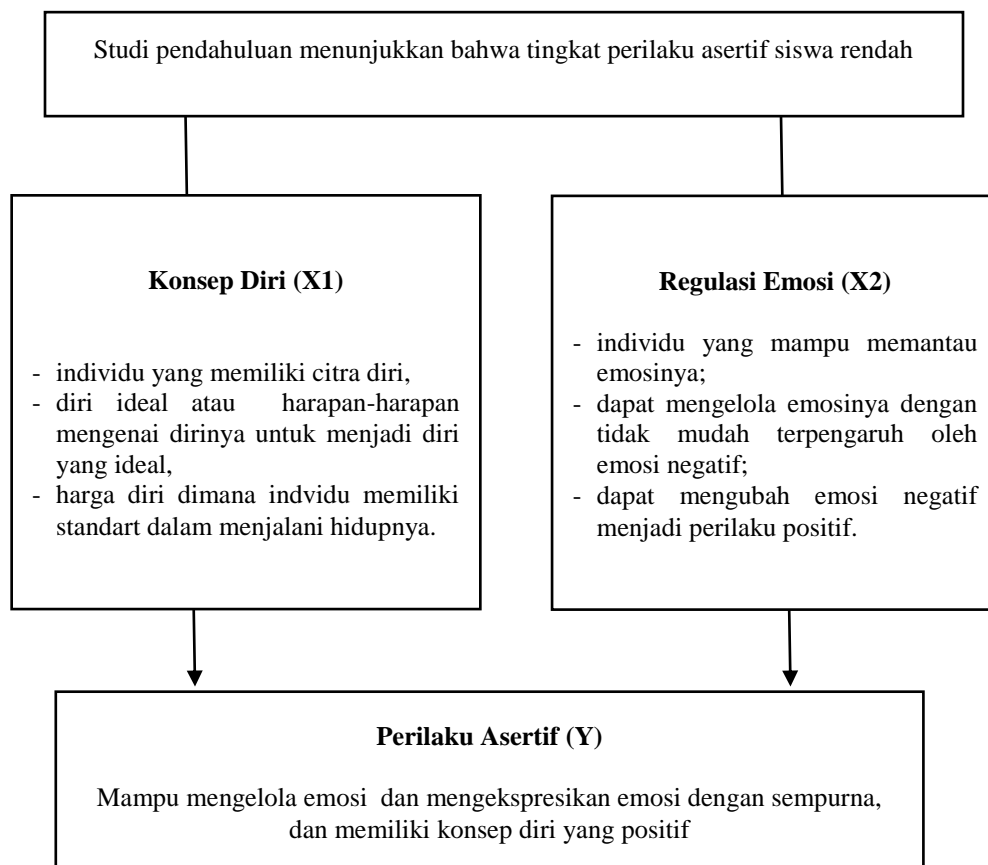 Studi pendahuluan menunjukkan bahwa tingkat perilaku asertif siswa rendah
Konsep Diri (X1)
- individu yang memiliki citra diri,
- diri ideal atau harapan-harapan
mengenai dirinya untuk menjadi diri
yang ideal,
- harga diri dimana indvidu memiliki
standart dalam menjalani hidupnya.
Regulasi Emosi (X2)
- individu yang mampu memantau
emosinya;
- dapat mengelola emosinya dengan
tidak mudah terpengaruh oleh
emosi negatif;
- dapat mengubah emosi negatif
menjadi perilaku positif.
Perilaku Asertif (Y)
Mampu mengelola emosi dan mengekspresikan emosi dengan sempurna,
dan memiliki konsep diri yang positif